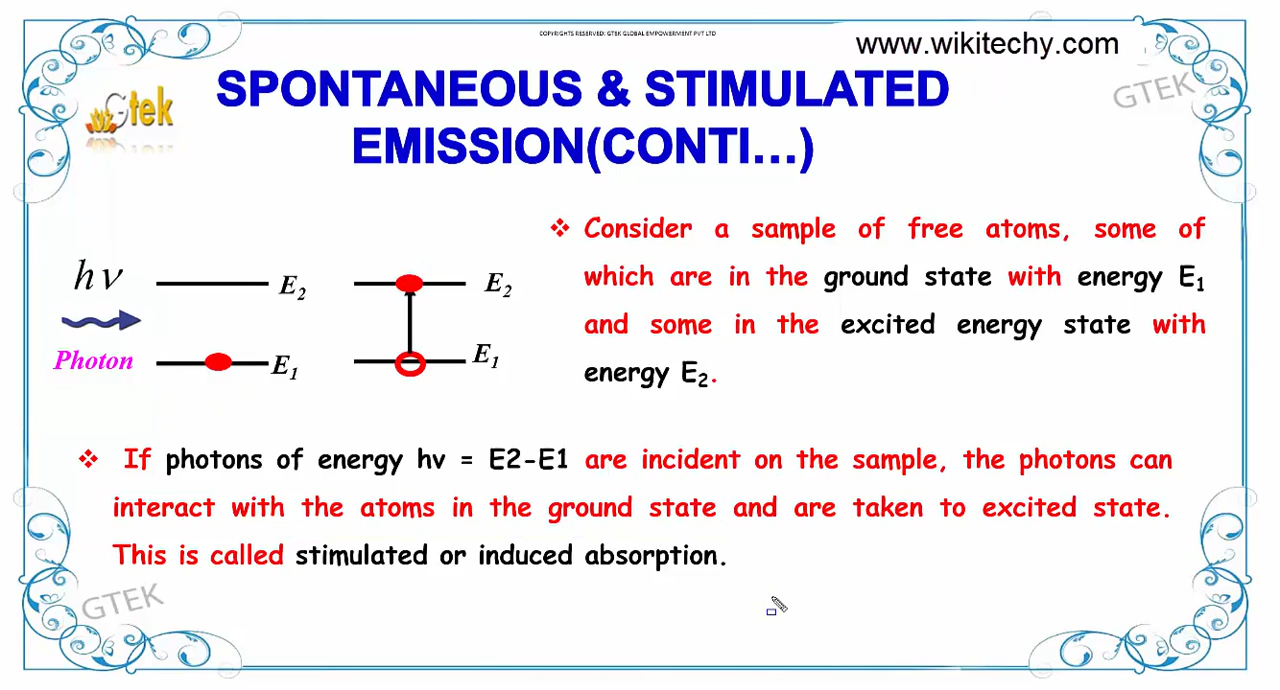 COPYRIGHTS RESERVED: GTEK GLOBAL EMPOWERMENT PVT LTD
www.wikitechy.com
Gtek
SPONTANEOUS & STIMULATED
EMISSION(CONTI...)
GTEK
❖ Consider a sample of free atoms, some of
which are in the ground state with energy E₁
and some in the excited energy state with
energy E₂.
hν
E₂
E₂
Photon
E₁
E₁
❖ If photons of energy hν = E2-E1 are incident on the sample, the photons can
interact with the atoms in the ground state and are taken to excited state.
This is called stimulated or induced absorption.
GTEK